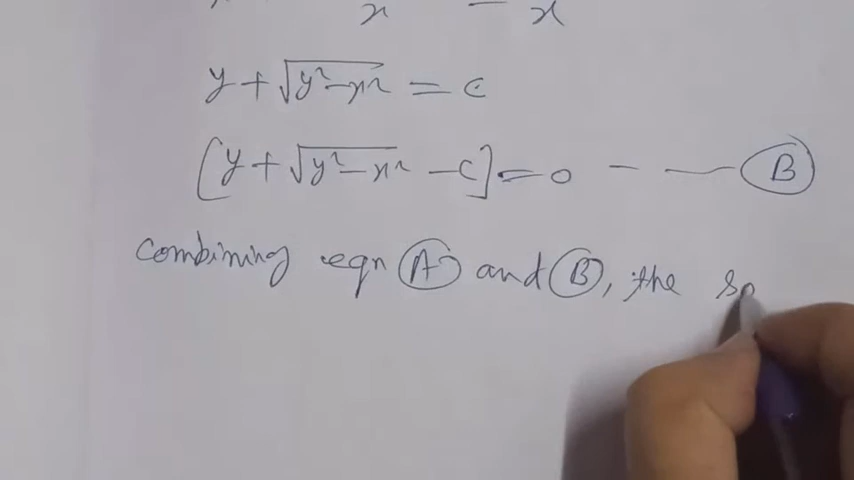 x — x
y + √y²-x² = c
[y + √y²-x² - c] = 0 - — B
combining eqn A and B, the so